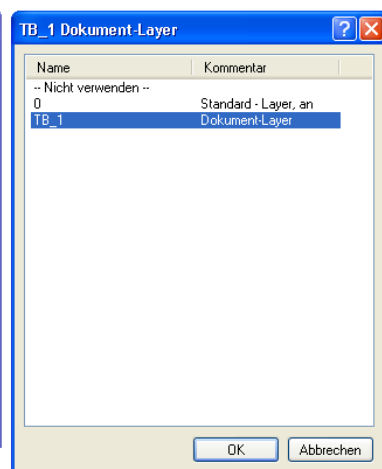 TB_1 Dokument-Layer
Name Kommentar
-- Nicht verwenden --
0 Standard - Layer, an
TB_1 Dokument-Layer
OK Abbrechen